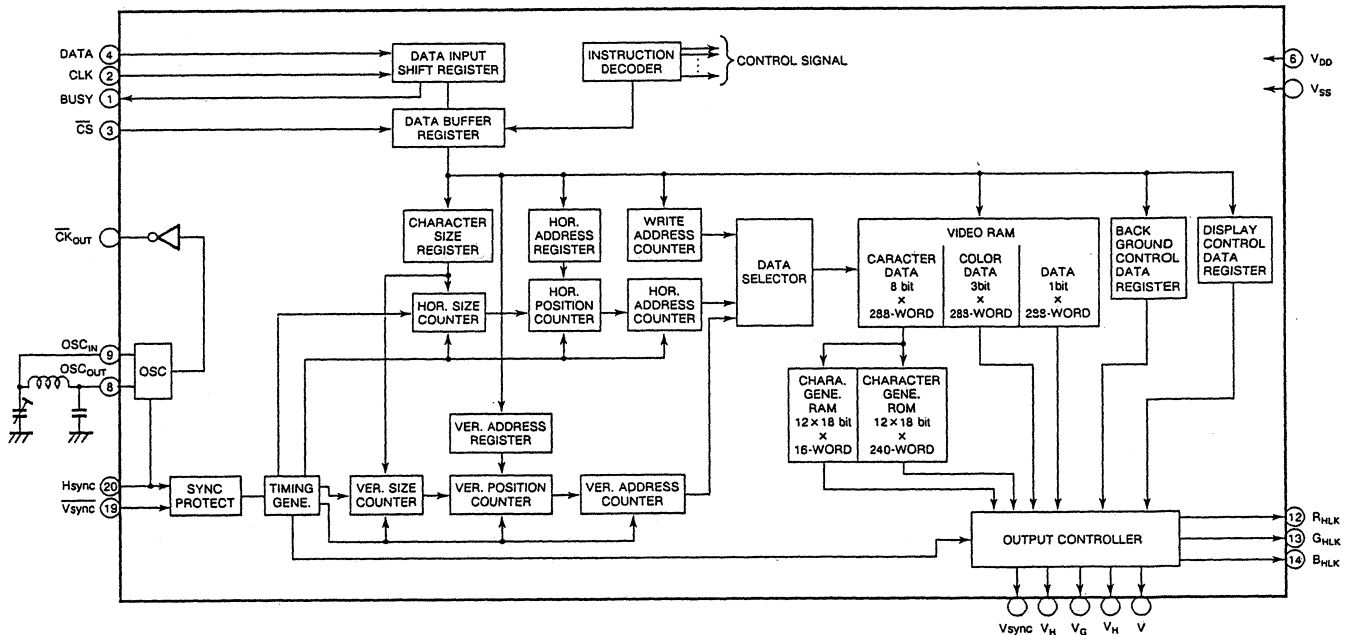 DATA 4
CLK 2
BUSY 1
CS 3
DATA INPUT
SHIFT REGISTER
DATA BUFFER
REGISTER
INSTRUCTION
DECODER
CONTROL SIGNAL
6 VDD
VSS
CKOUT
CHARACTER
SIZE
REGISTER
HOR.
ADDRESS
REGISTER
WRITE
ADDRESS
COUNTER
HOR. SIZE
COUNTER
HOR.
POSITION
COUNTER
HOR.
ADDRESS
COUNTER
DATA
SELECTOR
VIDEO RAM
CARACTER
DATA
8 bit
×
288-WORD
COLOR
DATA
3bit
×
288-WORD
DATA
1bit
×
288-WORD
BACK
GROUND
CONTROL
DATA
REGISTER
DISPLAY
CONTROL
DATA
REGISTER
OSCIN 9
OSCOUT 8
OSC
CHARA.
GENE.
RAM
12×18 bit
×
16-WORD
CHARACTER
GENE.
ROM
12×18 bit
×
240-WORD
VER. ADDRESS
REGISTER
Hsync 20
Vsync 19
SYNC
PROTECT
TIMING
GENE.
VER. SIZE
COUNTER
VER. POSITION
COUNTER
VER. ADDRESS
COUNTER
OUTPUT CONTROLLER
12 RHLK
13 GHLK
14 BHLK
Vsync VH VG VH V